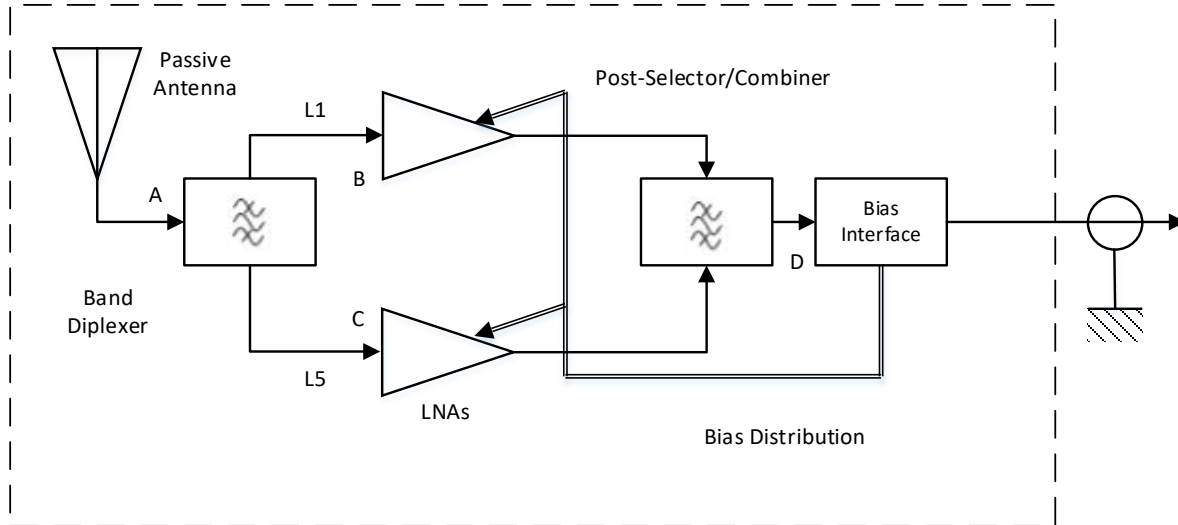 Passive
Antenna
Post-Selector/Combiner
L1
B
A
Bias
Interface
D
Band
Diplexer
C
L5
LNAs
Bias Distribution